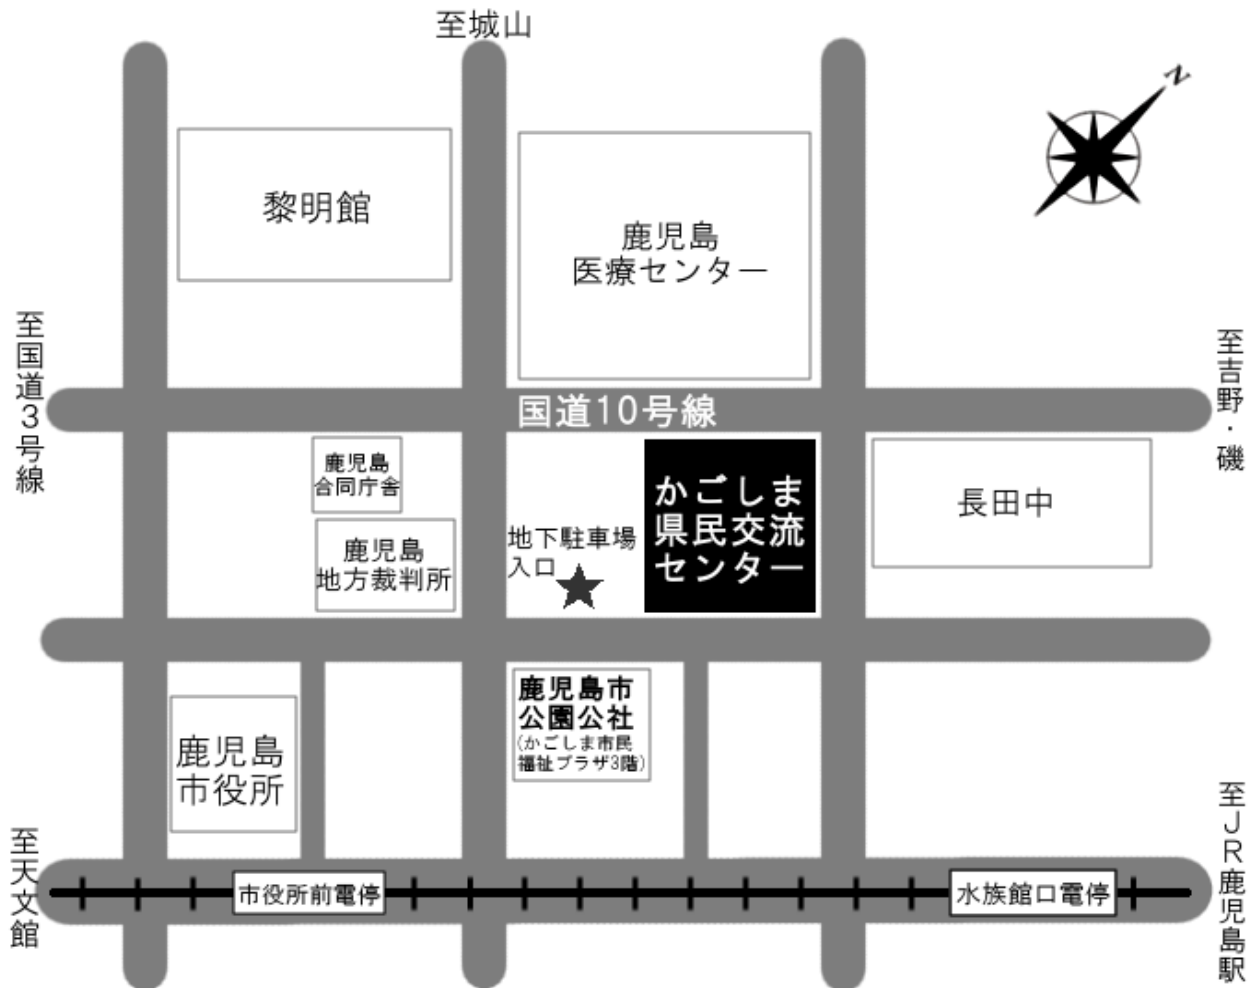 至城山
N
黎明館
鹿児島
医療センター
至国道3号線
国道10号線
至吉野・磯
鹿児島
合同庁舎
鹿児島
地方裁判所
地下駐車場
入口
かごしま
県民交流
センター
長田中
鹿児島
市役所
鹿児島市
公園公社
(かごしま市民
福祉プラザ3階)
至天文館
市役所前電停
水族館口電停
至JR鹿児島駅